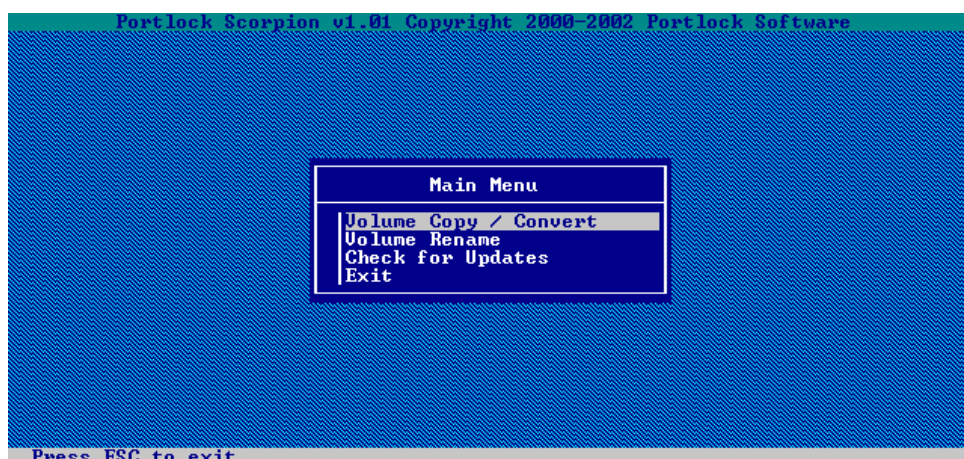 Portlock Scorpion v1.01 Copyright 2000-2002 Portlock Software
Main Menu
Volume Copy / Convert
Volume Rename
Check for Updates
Exit
Press ESC to exit